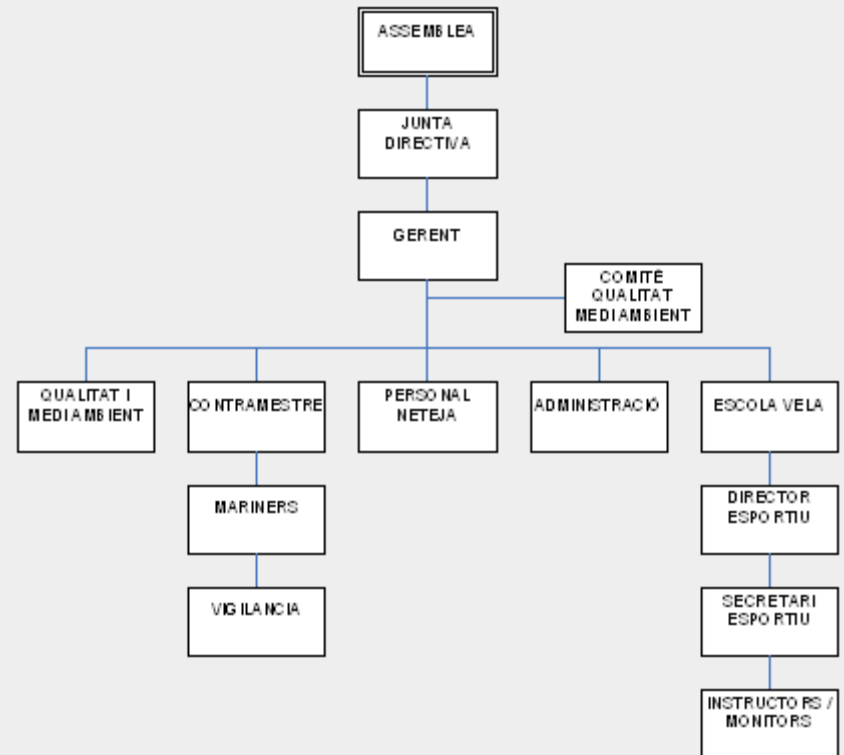 ASSEMBLEA
JUNTA
DIRECTIVA
GERENT
COMITÈ
QUALITAT
MEDIAMBIENT
QUALITAT I
MEDIAMBIENT
CONTRAMESTRE
PERSONAL
NETEJA
ADMINISTRACIÓ
ESCOLA VELA
MARINERS
DIRECTOR
ESPORTIU
VIGILANCIA
SECRETARI
ESPORTIU
INSTRUCTORS /
MONITORS